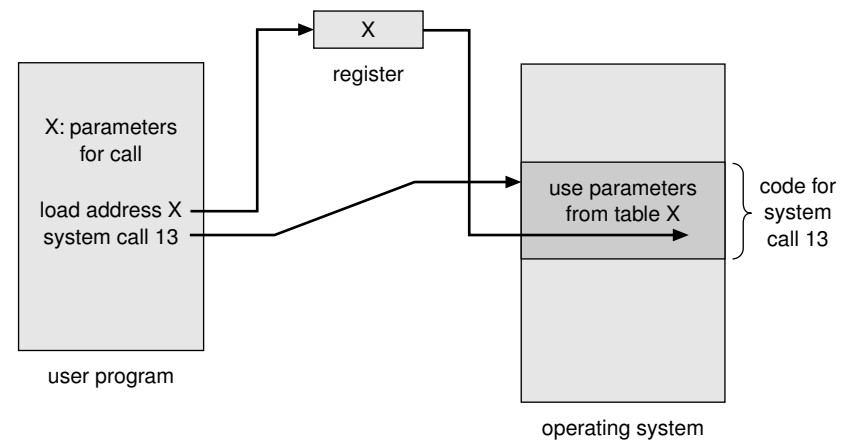 X
register
X: parameters
for call
load address X
system call 13
user program
use parameters
from table X
code for
system
call 13
operating system